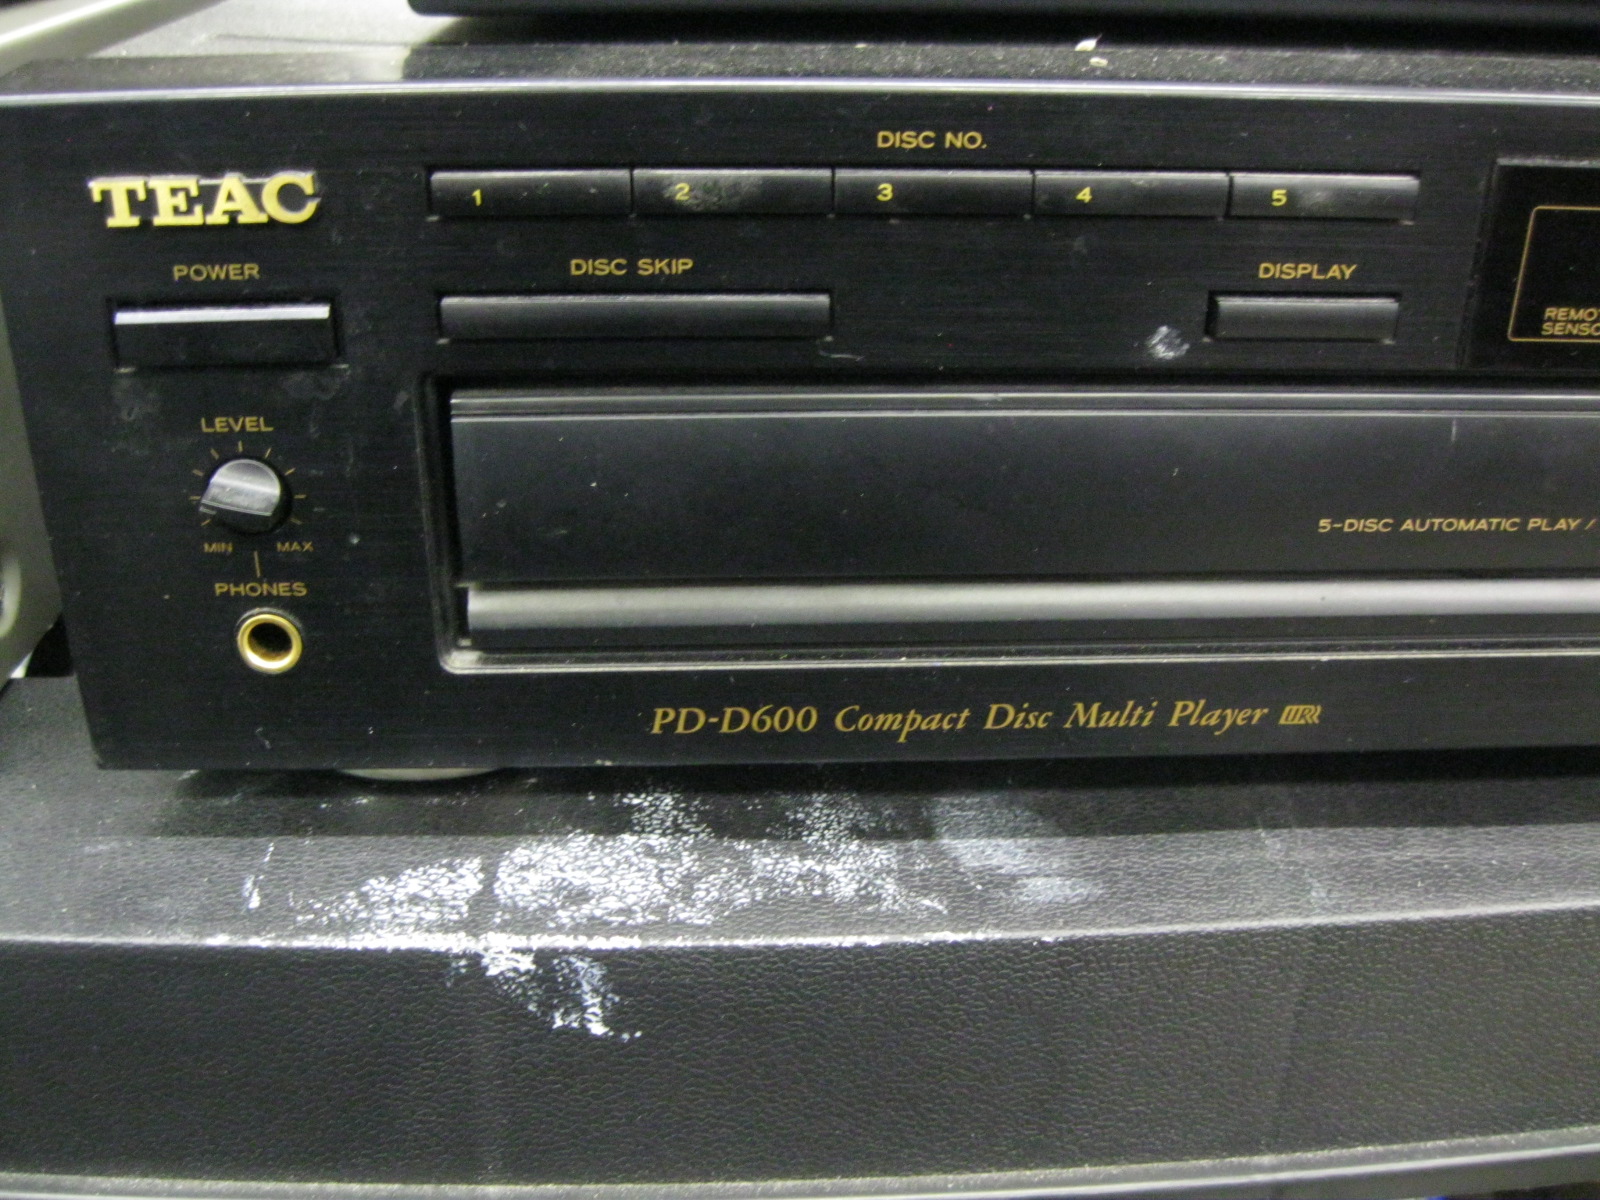 DISC NO.
TEAC
1 2 3 4 5
POWER
DISC SKIP
DISPLAY
LEVEL
MIN MAX
5-DISC AUTOMATIC PLAY /
PHONES
PD-D600 Compact Disc Multi Player